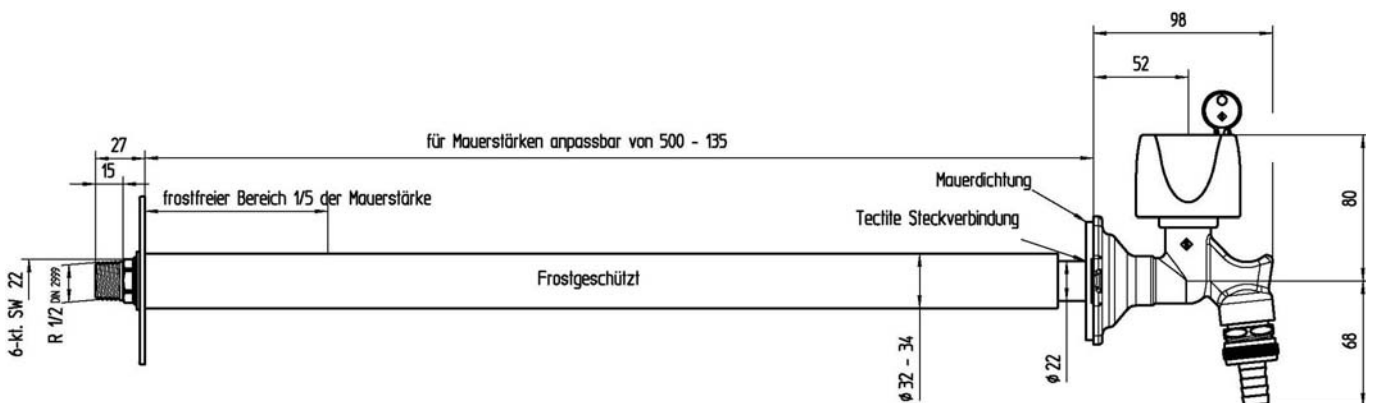 98
52
27
für Mauerstärken anpassbar von 500 - 135
15
frostfreier Bereich 1/5 der Mauerstärke
Mauerdichtung
Tectite Steckverbindung
80
Frostgeschützt
6-kt. SW 22
R 1/2 DN 2999
ø 32 - 34
ø 22
68